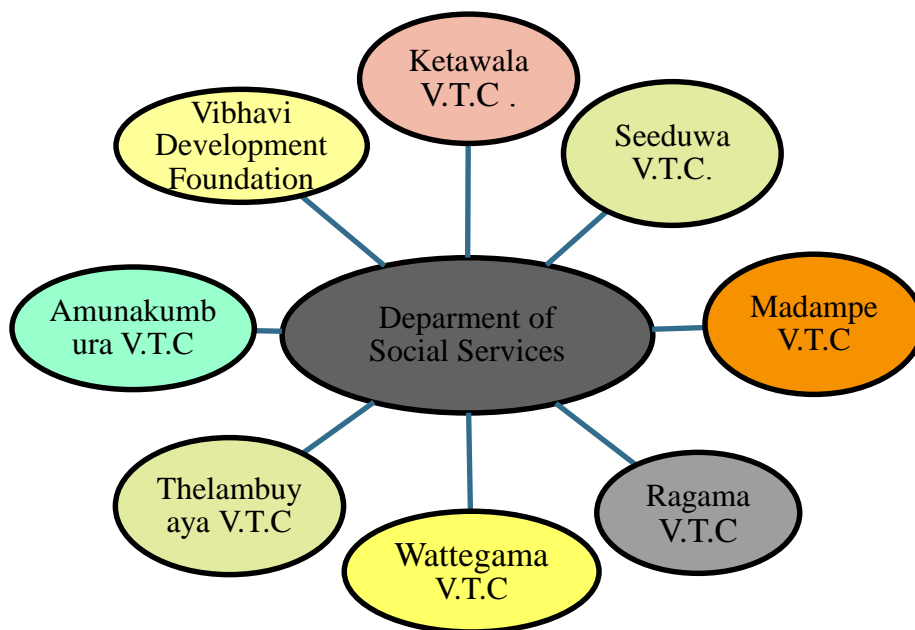 Ketawala
V.T.C .
Vibhavi
Development
Foundation
Seeduwa
V.T.C.
Amunakumb
ura V.T.C
Deparment of
Social Services
Madampe
V.T.C
Thelambuy
aya V.T.C
Ragama
V.T.C
Wattegama
V.T.C